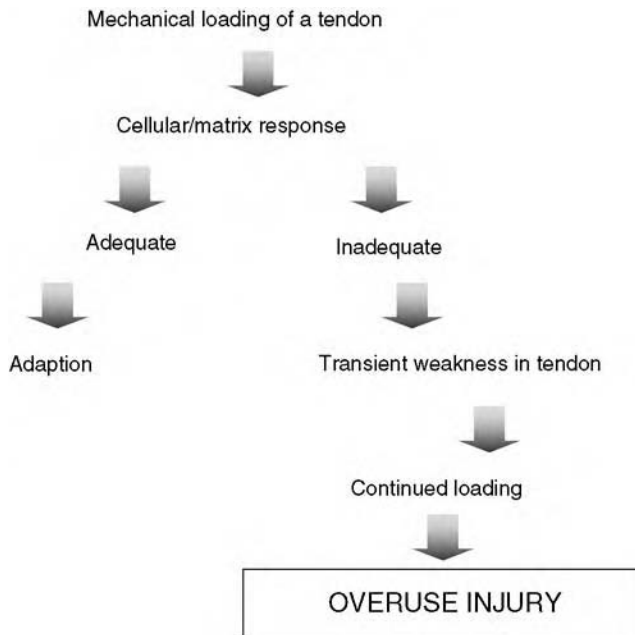 Mechanical loading of a tendon
Cellular/matrix response
Adequate
Inadequate
Adaption
Transient weakness in tendon
Continued loading
OVERUSE INJURY